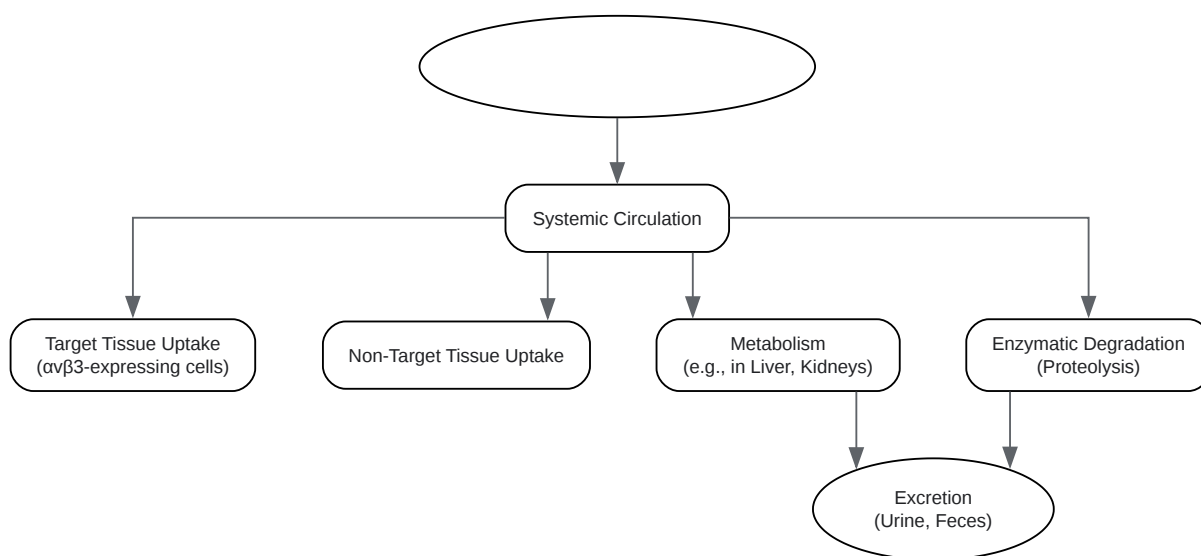 Systemic Circulation
Target Tissue Uptake
(αvβ3-expressing cells)
Non-Target Tissue Uptake
Metabolism
(e.g., in Liver, Kidneys)
Enzymatic Degradation
(Proteolysis)
Excretion
(Urine, Feces)